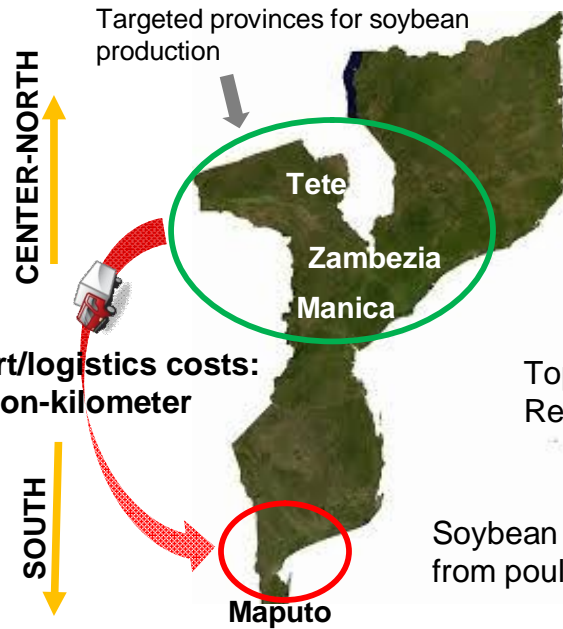 Targeted provinces for soybean
production
CENTER-NORTH
Tete
Zambezia
Manica
rt/logistics costs:
on-kilometer
To
Re
SOUTH
Soybean
from poul
Maputo